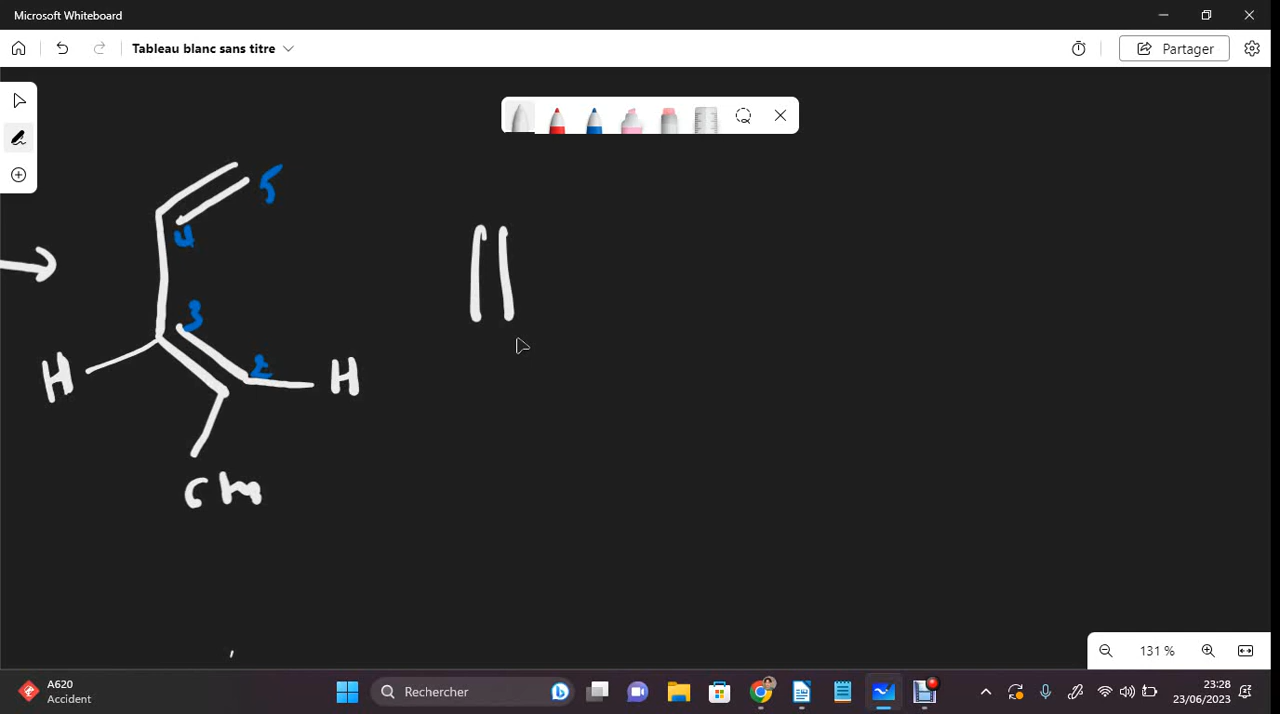 Microsoft Whiteboard
Tableau blanc sans titre
Partager
5
4
3
2
H
H
131 %
A620
Accident
Rechercher
23:28
23/06/2023